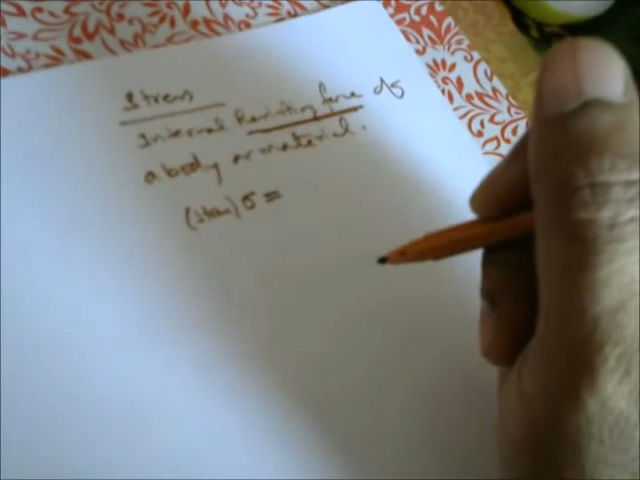 Stress
Internal Resisting force of
a body or material.
(stress) σ =